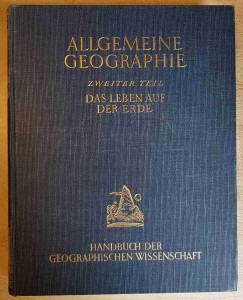 ALLGEMEINE
GEOGRAPHIE
ZWEITER TEIL
DAS LEBEN AUF
DER ERDE
HANDBUCH DER
GEOGRAPHISCHEN WISSENSCHAFT